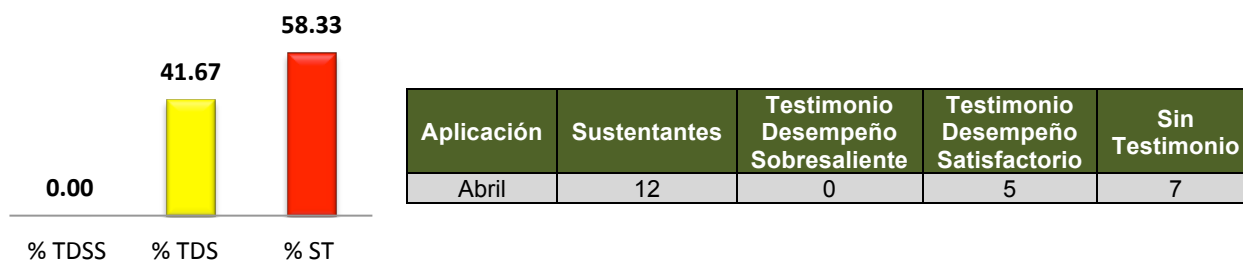 58.33
41.67
0.00
% TDSS % TDS % ST
Aplicación Sustentantes Testimonio Desempeño Sobresaliente Testimonio Desempeño Satisfactorio Sin Testimonio
Abril 12 0 5 7